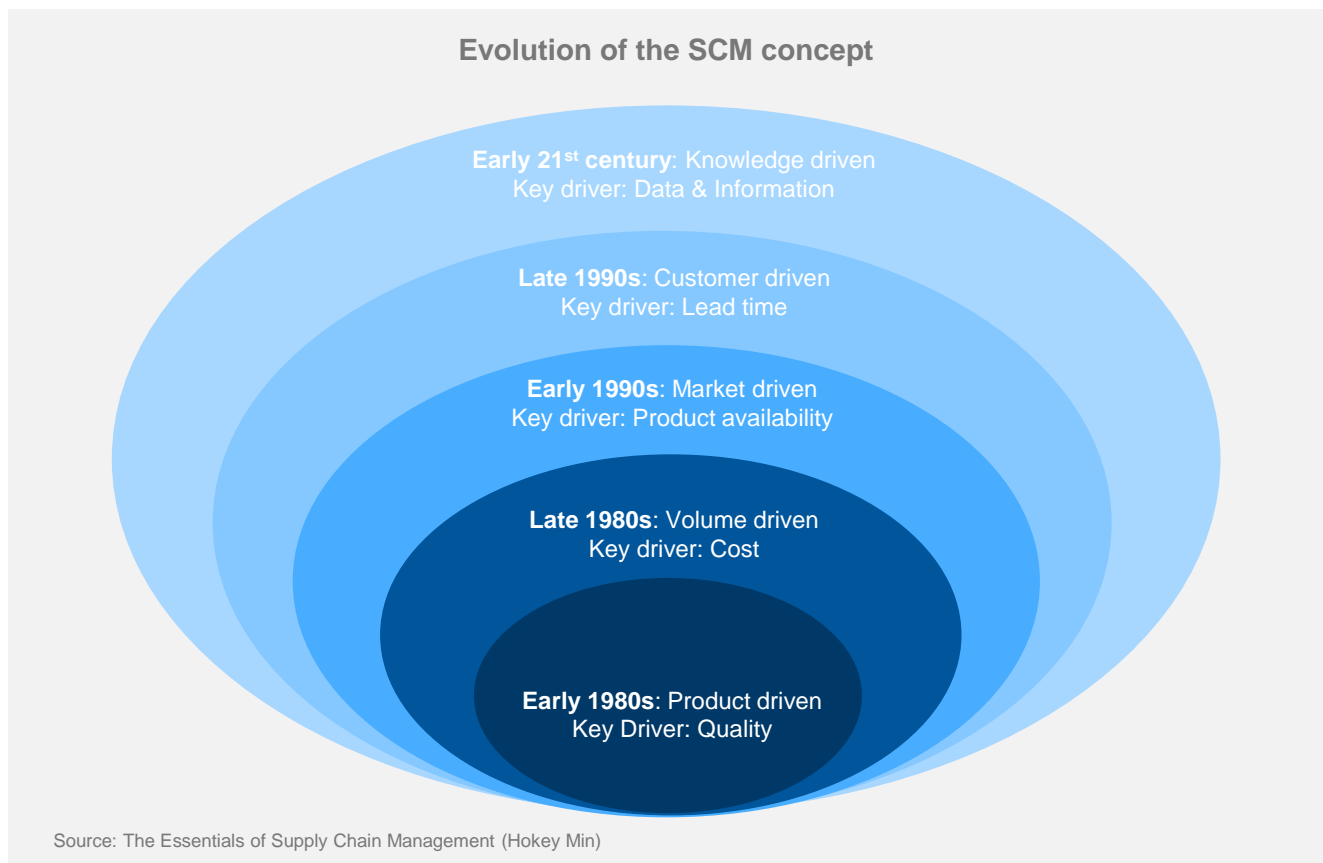 Evolution of the SCM concept
Early 21st century: Knowledge driven
Key driver: Data & Information
Late 1990s: Customer driven
Key driver: Lead time
Early 1990s: Market driven
Key driver: Product availability
Late 1980s: Volume driven
Key driver: Cost
Early 1980s: Product driven
Key Driver: Quality
Source: The Essentials of Supply Chain Management (Hokey Min)